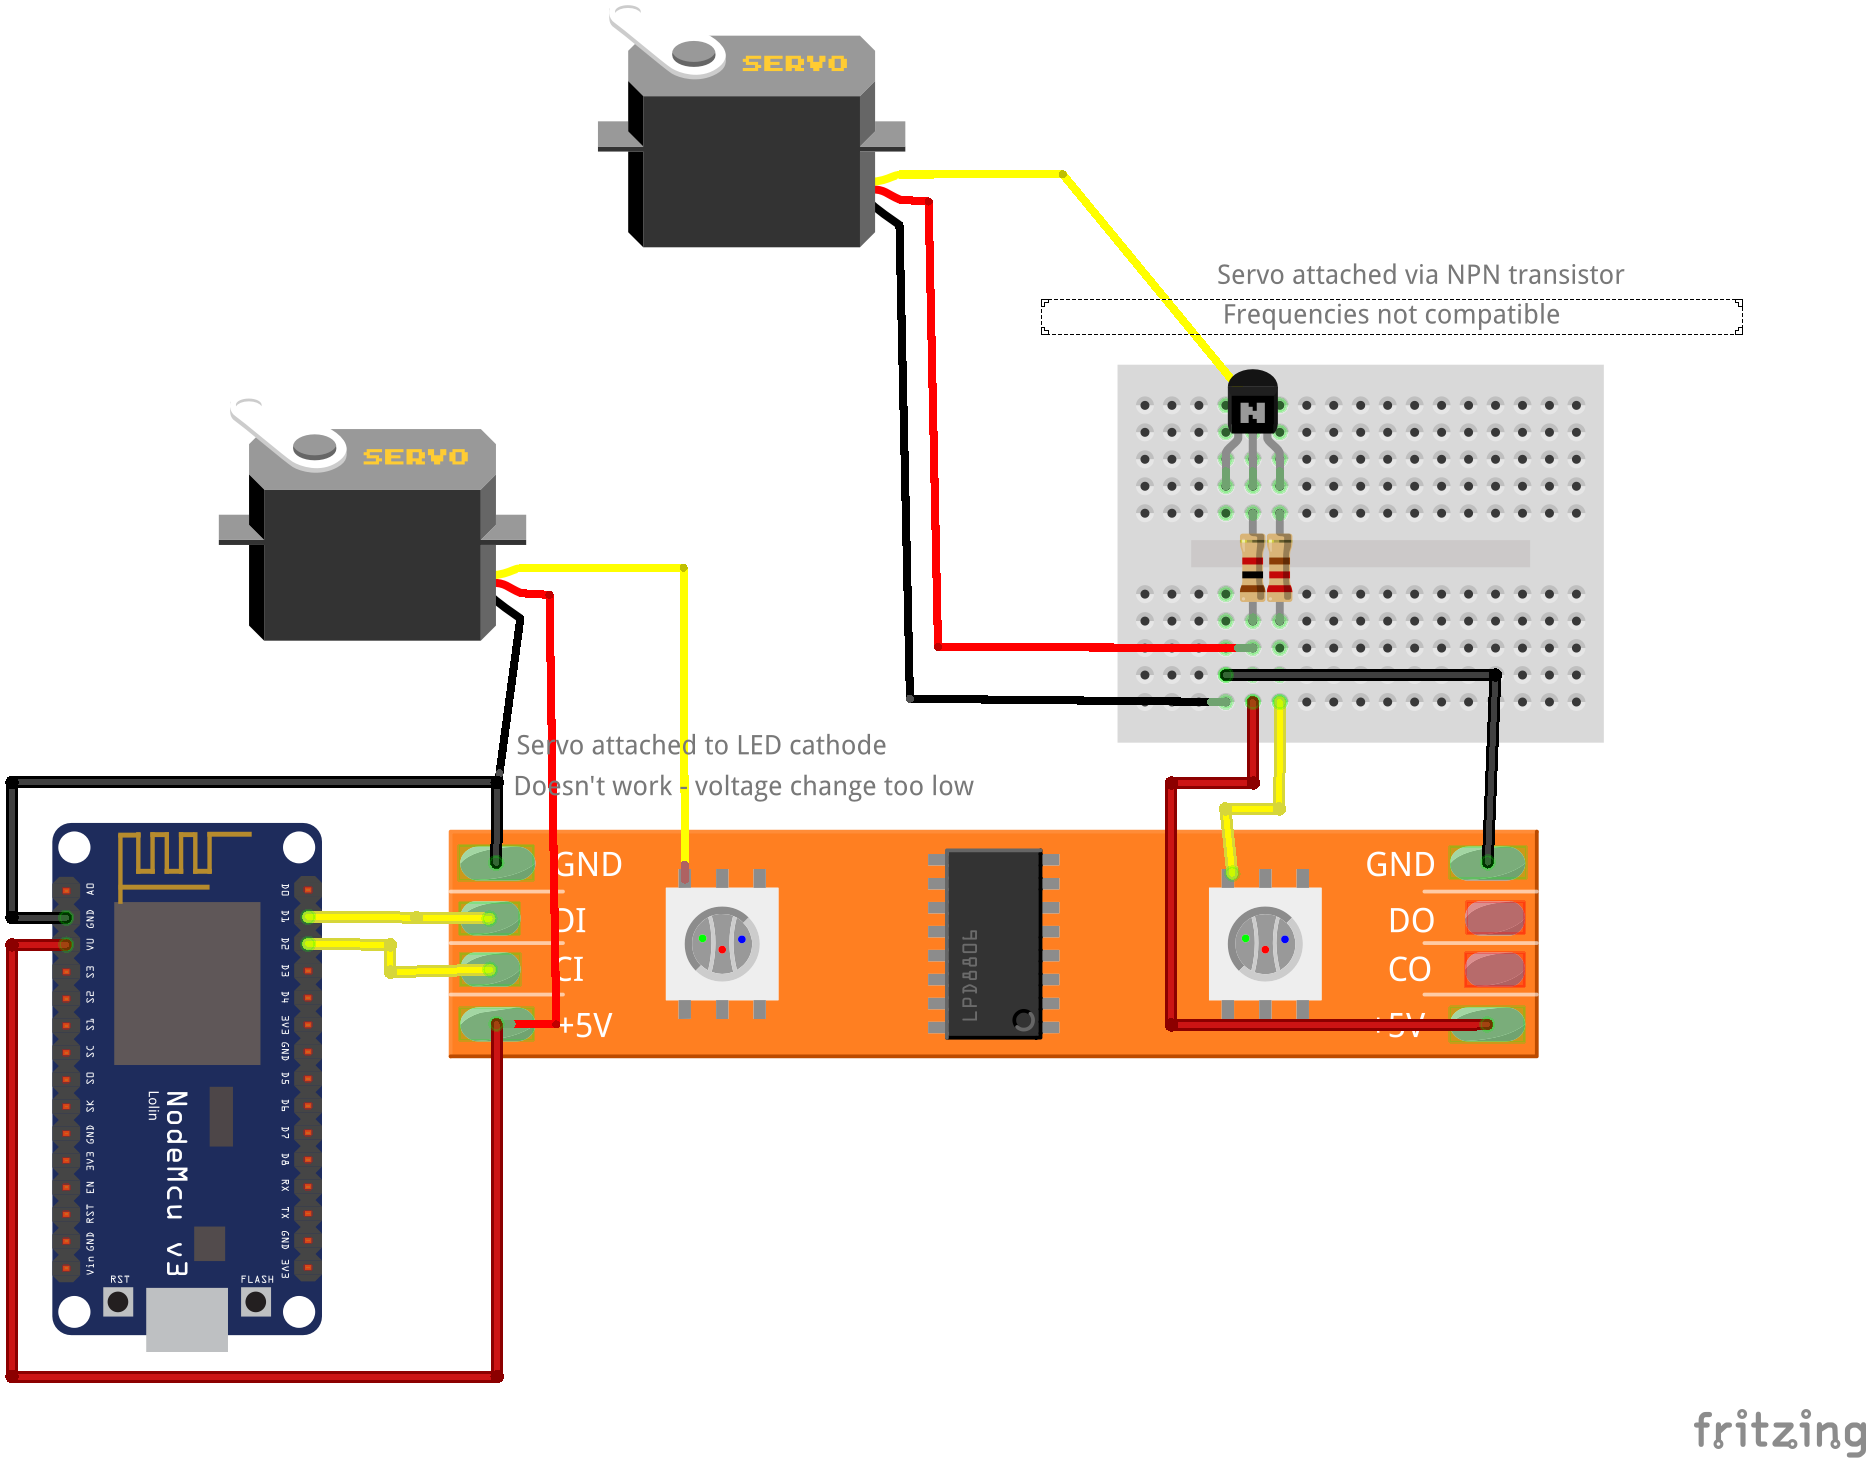 SERVO
Servo attached via NPN transistor
Frequencies not compatible
N
SERVO
Servo attached to LED cathode
Doesn't work - voltage change too low
GND
DI
CI
+5V
LPD8806
GND
DO
CO
+5V
A0
GND
VU
S3
S2
S1
SC
S0
SK
GND
3V3
EN
RST
GND
Vin
D0
D1
D2
D3
D4
3V3
GND
D5
D6
D7
D8
RX
TX
GND
3V3
NodeMcu v3
Lolin
RST
FLASH
fritzing